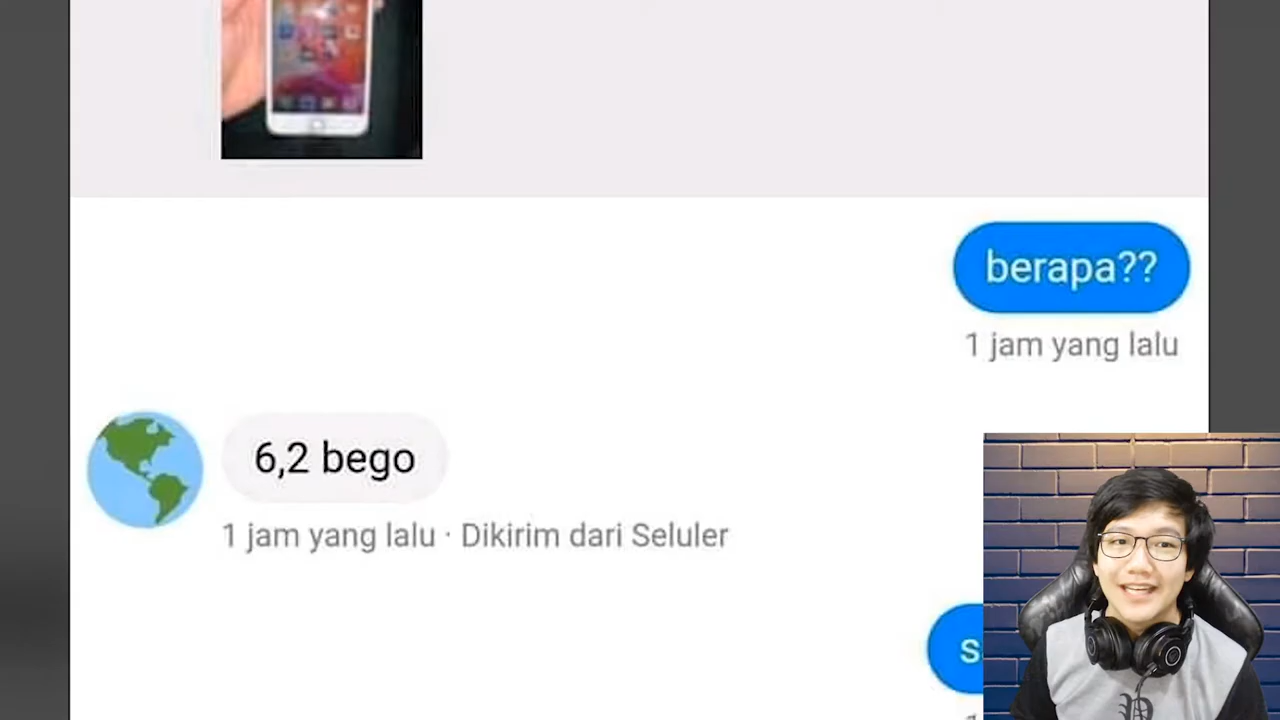 berapa??
1 jam yang lalu
6,2 bego
1 jam yang lalu · Dikirim dari Seluler